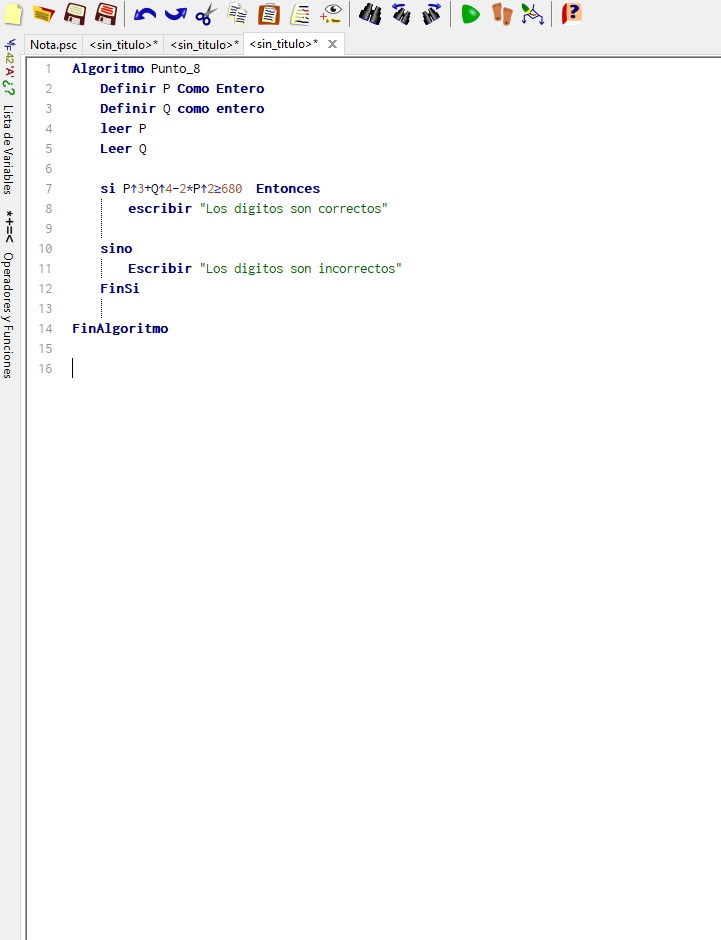 Nota.psc <sin_titulo>* <sin_titulo>* <sin_titulo>* X
42 'A' ¿? Lista de Variables
*+=< Operadores y Funciones
1 Algoritmo Punto_8
2 Definir P Como Entero
3 Definir Q como entero
4 leer P
5 Leer Q
6
7 si P↑3+Q↑4-2*P↑2≥680 Entonces
8 escribir "Los digitos son correctos"
9
10 sino
11 Escribir "Los digitos son incorrectos"
12 FinSi
13
14 FinAlgoritmo
15
16